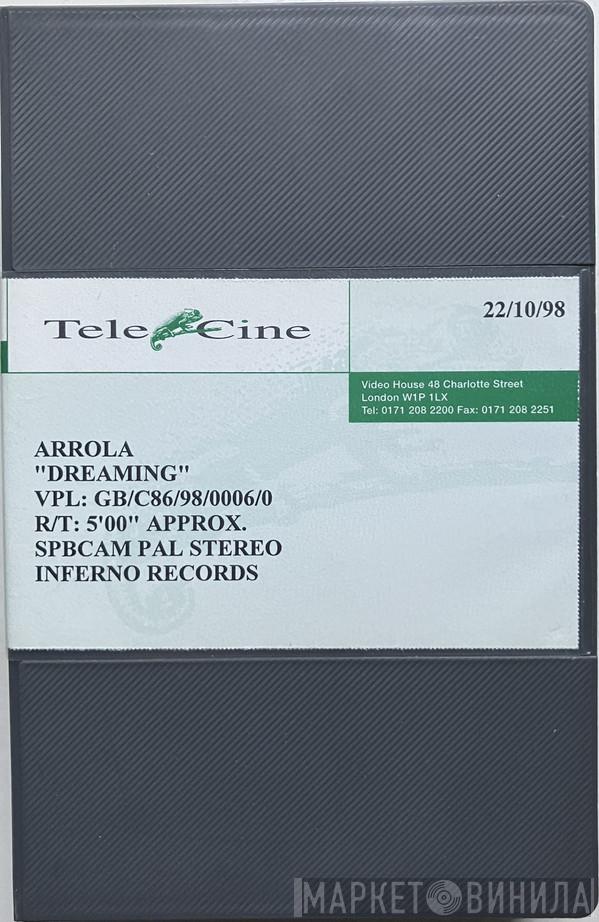 Tele Cine
22/10/98
Video House 48 Charlotte Street
London W1P 1LX
Tel: 0171 208 2200 Fax: 0171 208 2251
ARROLA
"DREAMING"
VPL: GB/C86/98/0006/0
R/T: 5'00" APPROX.
SPBCAM PAL STEREO
INFERNO RECORDS
МАРКЕТ ВИНИЛА